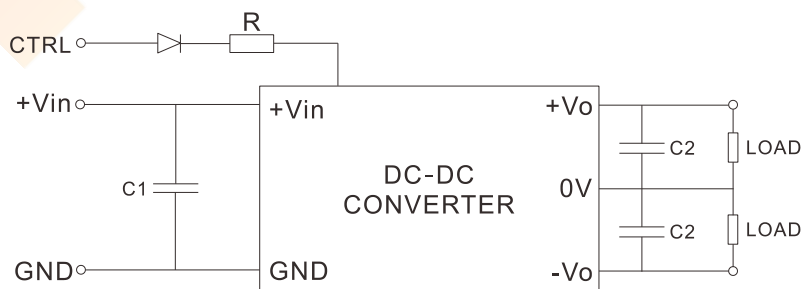 R
CTRL
+Vin
+Vin
+Vo
C2
LOAD
DC-DC
CONVERTER
C1
0V
C2
LOAD
GND
GND
-Vo